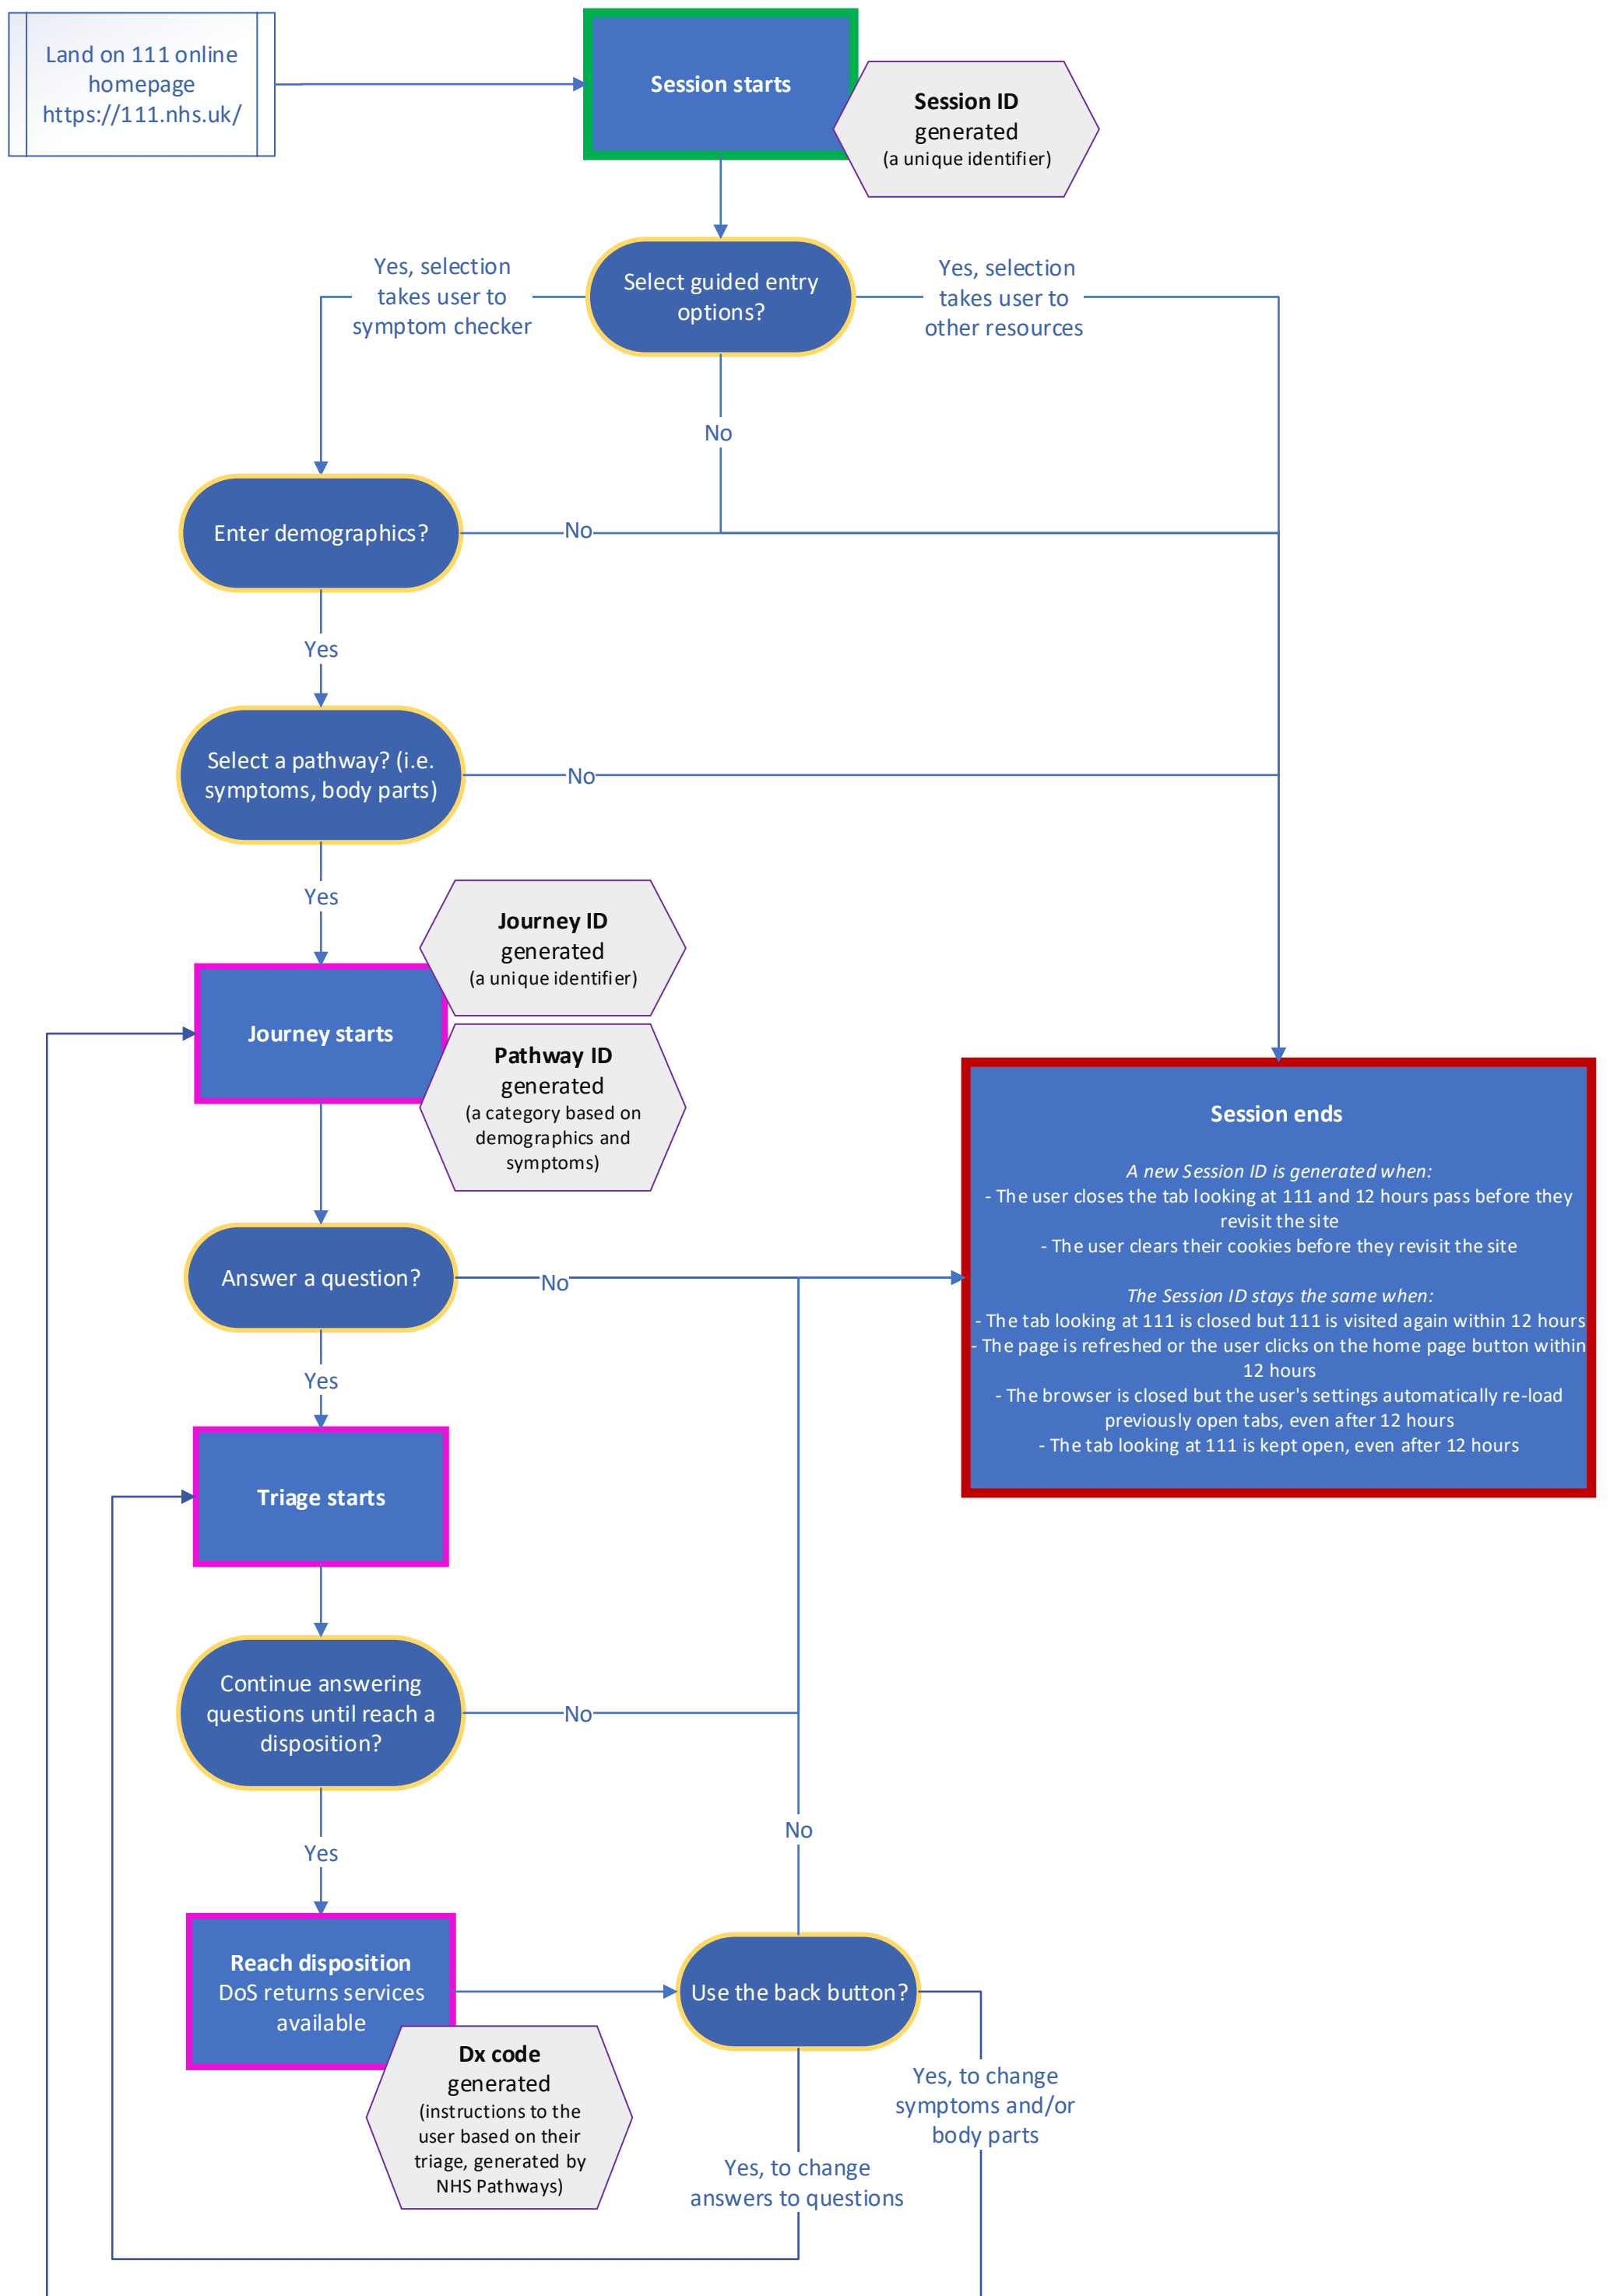 Land on 111 online
homepage
https://111.nhs.uk/
Session starts
Session ID
generated
(a unique identifier)
Yes, selection
takes user to
symptom checker
Select guided entry
options?
Yes, selection
takes user to
other resources
No
Enter demographics?
No
Yes
Select a pathway? (i.e.
symptoms, body parts)
No
Yes
Journey ID
generated
(a unique identifier)
Journey starts
Pathway ID
generated
(a category based on
demographics and
symptoms)
Session ends
A new Session ID is generated when:
- The user closes the tab looking at 111 and 12 hours pass before they
revisit the site
- The user clears their cookies before they revisit the site
The Session ID stays the same when:
- The tab looking at 111 is closed but 111 is visited again within 12 hours
- The page is refreshed or the user clicks on the home page button within
12 hours
- The browser is closed but the user's settings automatically re-load
previously open tabs, even after 12 hours
- The tab looking at 111 is kept open, even after 12 hours
Answer a question?
No
Yes
Triage starts
Continue answering
questions until reach a
disposition?
No
Yes
No
Reach disposition
DoS returns services
available
Use the back button?
Dx code
generated
(instructions to the
user based on their
triage, generated by
NHS Pathways)
Yes, to change
symptoms and/or
body parts
Yes, to change
answers to questions